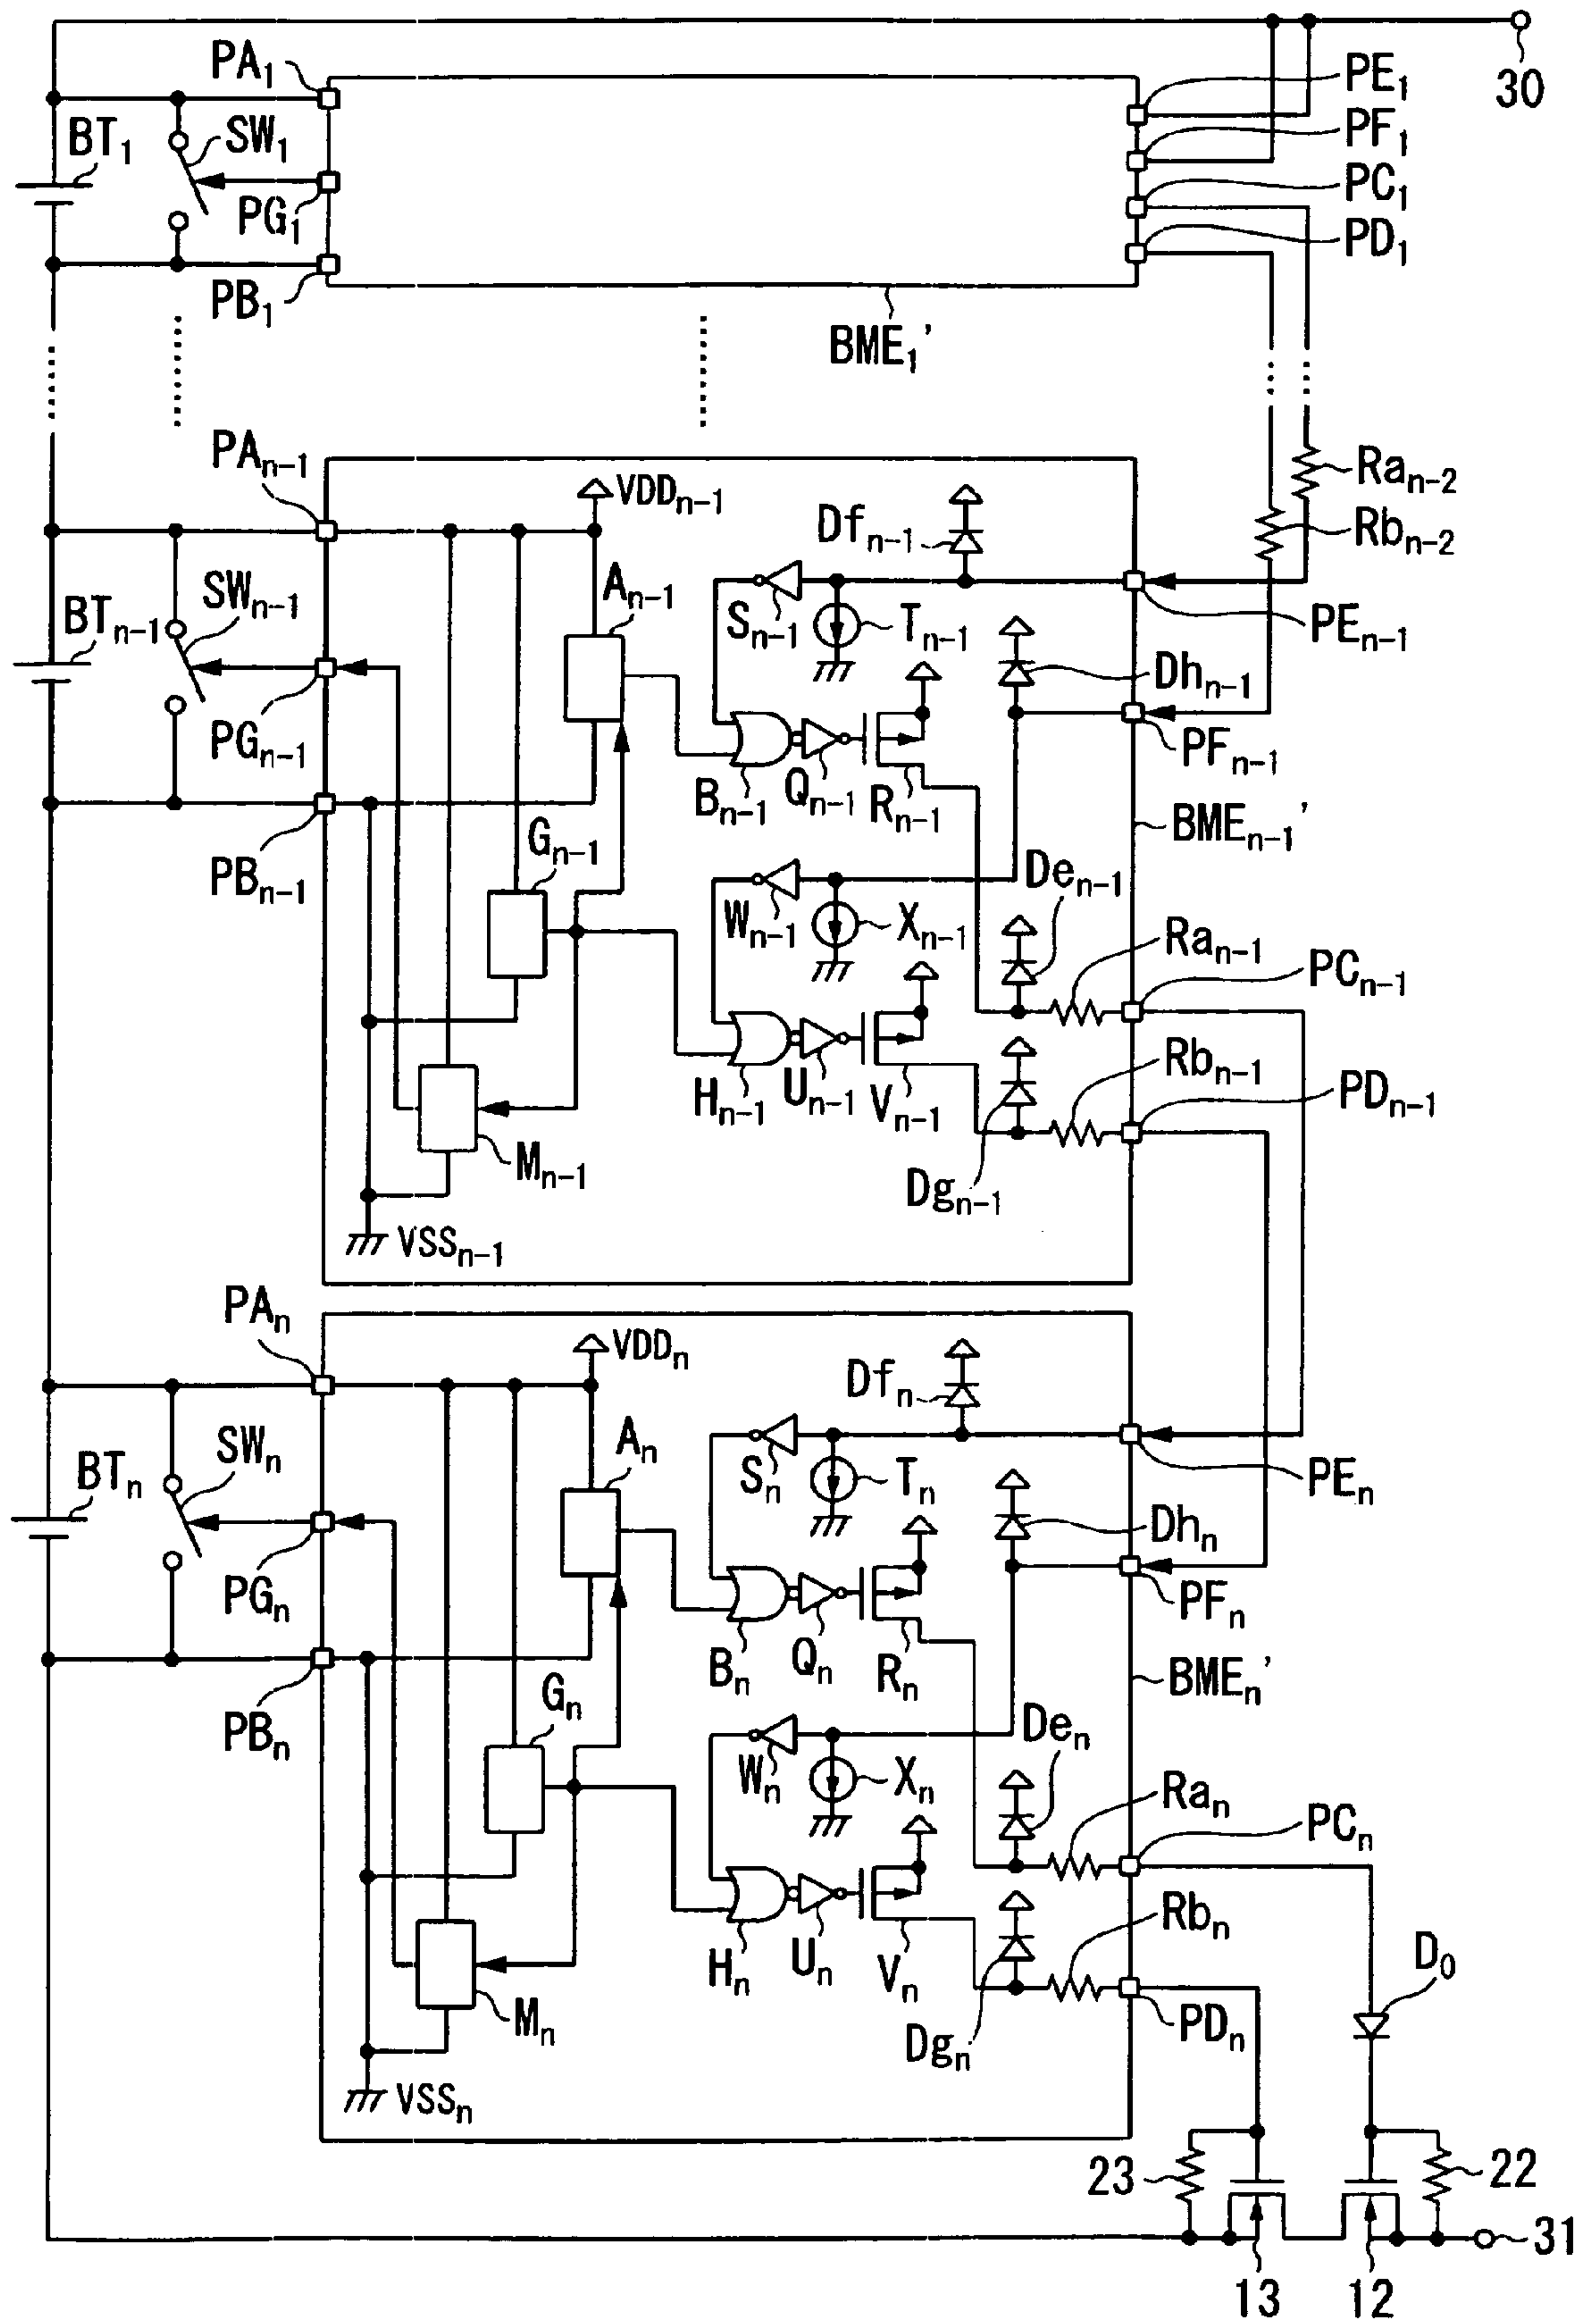 30
PA₁
PE₁
BT₁
SW₁
PF₁
PG₁
PC₁
PD₁
PB₁
BME₁'
PAₙ₋₁
VDDₙ₋₁
Raₙ₋₂
Dfₙ₋₁
Rbₙ₋₂
BTₙ₋₁
SWₙ₋₁
Aₙ₋₁
Sₙ₋₁
Tₙ₋₁
PEₙ₋₁
Dhₙ₋₁
PGₙ₋₁
PFₙ₋₁
Bₙ₋₁
Qₙ₋₁
Rₙ₋₁
BMEₙ₋₁'
PBₙ₋₁
Gₙ₋₁
Deₙ₋₁
Wₙ₋₁
Xₙ₋₁
Raₙ₋₁
PCₙ₋₁
Rbₙ₋₁
Hₙ₋₁
Uₙ₋₁
Vₙ₋₁
PDₙ₋₁
Mₙ₋₁
Dgₙ₋₁
VSSₙ₋₁
PAₙ
VDDₙ
Dfₙ
BTₙ
SWₙ
Aₙ
Sₙ
Tₙ
PEₙ
Dhₙ
PGₙ
PFₙ
Bₙ
Qₙ
Rₙ
BMEₙ'
PBₙ
Gₙ
Deₙ
Wₙ
Xₙ
Raₙ
PCₙ
Rbₙ
Hₙ
Uₙ
Vₙ
D₀
Mₙ
Dgₙ
PDₙ
VSSₙ
23
22
31
13
12